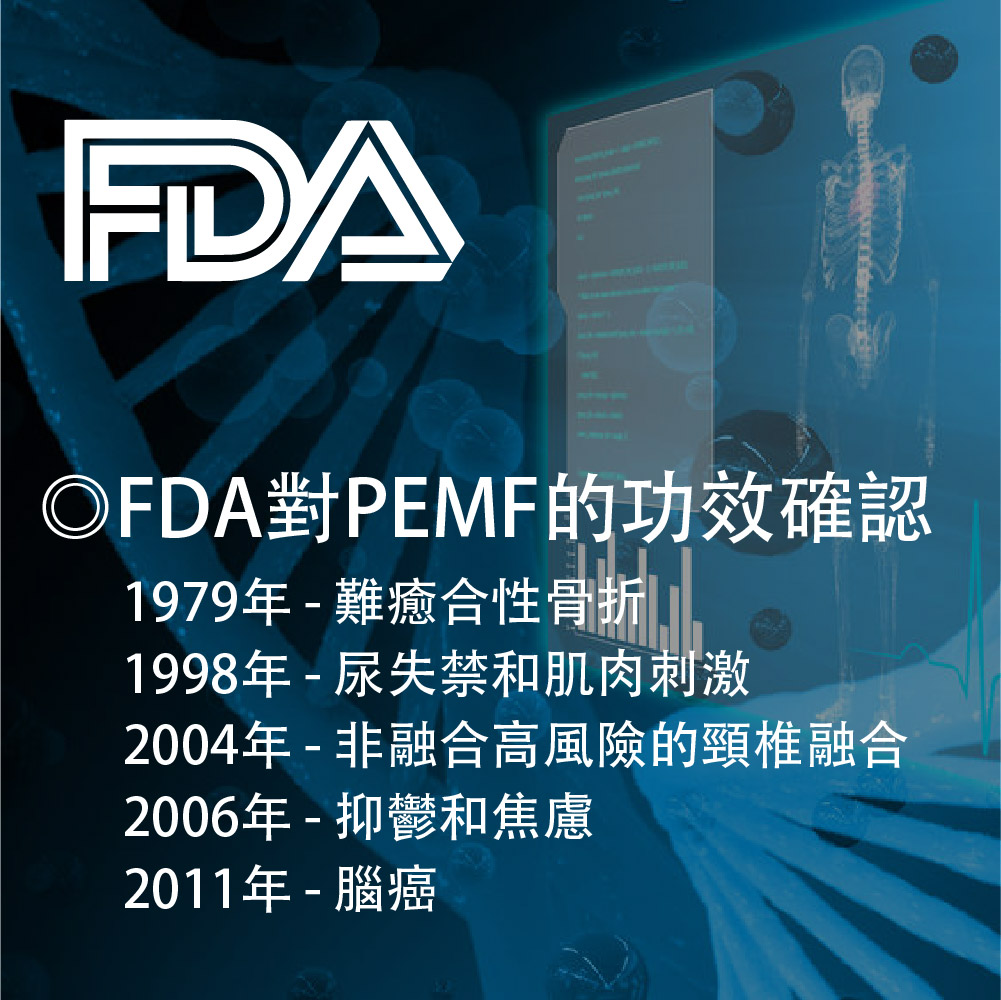 FDA
◎FDA對PEMF的功效確認
1979年 - 難癒合性骨折
1998年 - 尿失禁和肌肉刺激
2004年 - 非融合高風險的頸椎融合
2006年 - 抑鬱和焦慮
2011年 - 腦癌